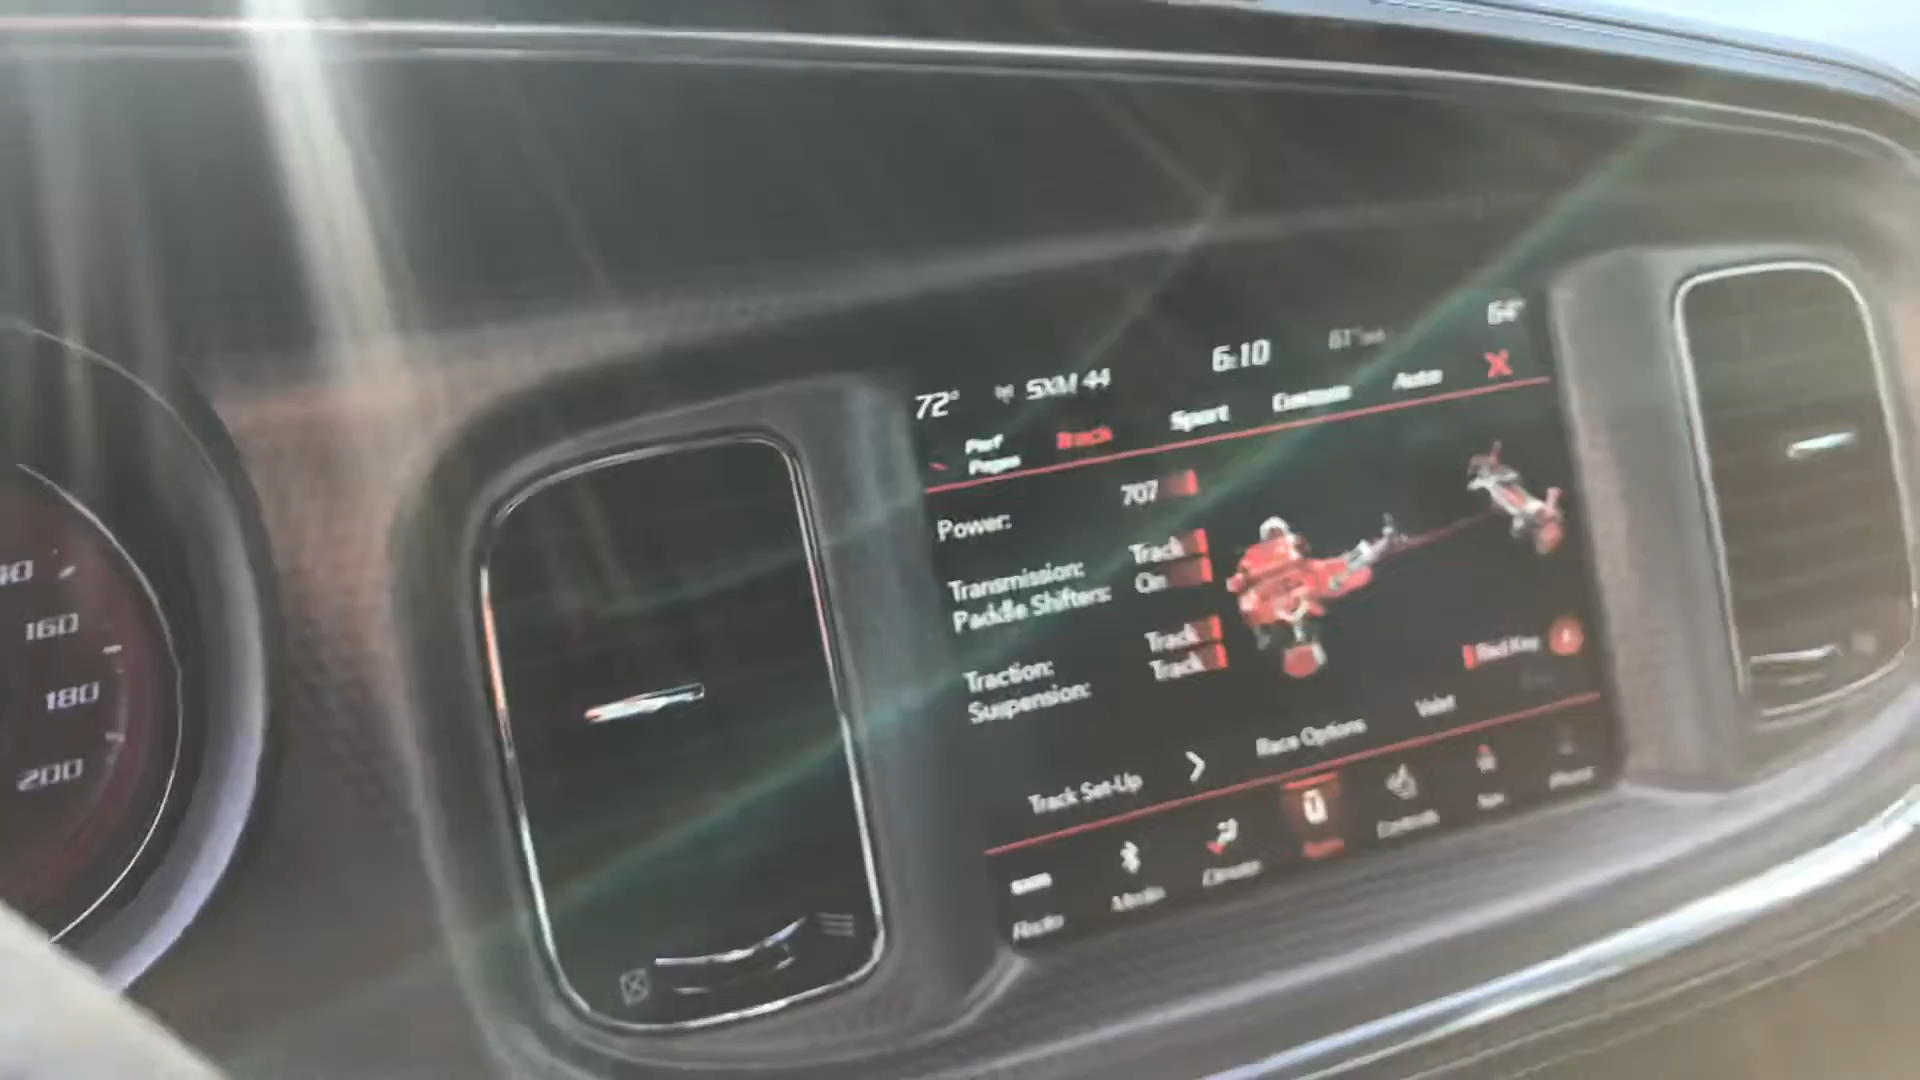 72° SXM 44 6:10 64°
Perf Pages Track Sport Custom Auto X
Power: 707
Transmission: Track
Paddle Shifters: On
Traction: Track
Suspension: Track
Red Key
Track Set-Up Race Options Valet
Radio Media Climate Apps Controls Nav Phone
160
180
200